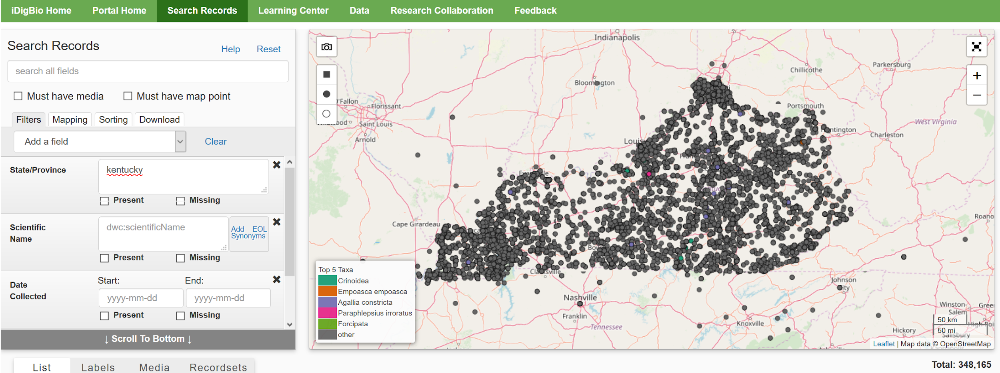 iDigBio Home Portal Home Search Records Learning Center Data Research Collaboration Feedback
Search Records
Help Reset
search all fields
Must have media Must have map point
Filters Mapping Sorting Download
Add a field
Clear
State/Province
kentucky
Present Missing
Scientific
Name
dwc:scientificName
Add EOL
Synonyms
Present Missing
Date
Collected
Start: End:
yyyy-mm-dd yyyy-mm-dd
Present Missing
↓ Scroll To Bottom ↓
List Labels Media Recordsets
Indianapolis
Bloomington
Chillicothe
Parkersburg
O'Fallon
Florissant
Saint Louis
Arnold
Portsmouth
West Virginia
Charleston
Cape Girardeau
Roano
Nashville
Franklin
Tennessee
Knoxville
Johnson
City
Winston-
Salem
Gree
Hickory
Salisbury
+
−
50 km
50 mi
Top 5 Taxa
Crinoidea
Empoasca empoasca
Agallia constricta
Paraphlepsius irroratus
Forcipata
other
Leaflet | Map data © OpenStreetMap
Total: 348,165